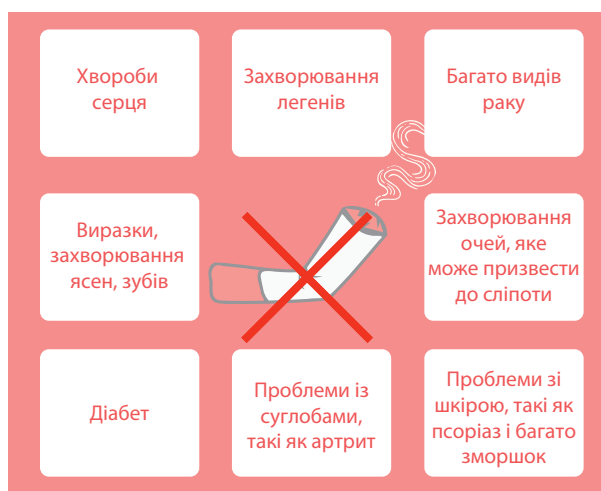 Хвороби
серця
Захворювання
легенів
Багато видів
раку
Виразки,
захворювання
ясен, зубів
Захворювання
очей, яке
може призвести
до сліпоти
Діабет
Проблеми із
суглобами,
такі як артрит
Проблеми зі
шкірою, такі як
псоріаз і багато
зморшок